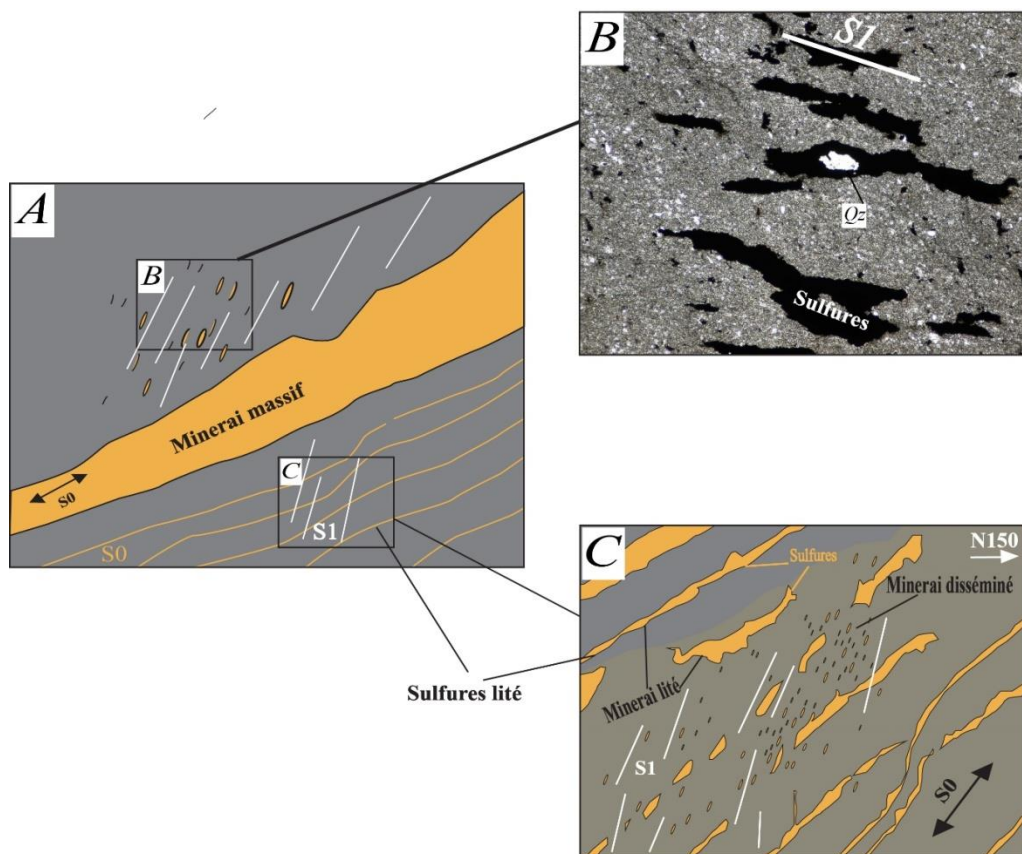 B
S1
Qz
Sulfures
A
B
Minerai massif
S0
C
S1
S0
Sulfures lité
C
N150
Sulfures
Minerai disséminé
Minerai lité
S1
S0